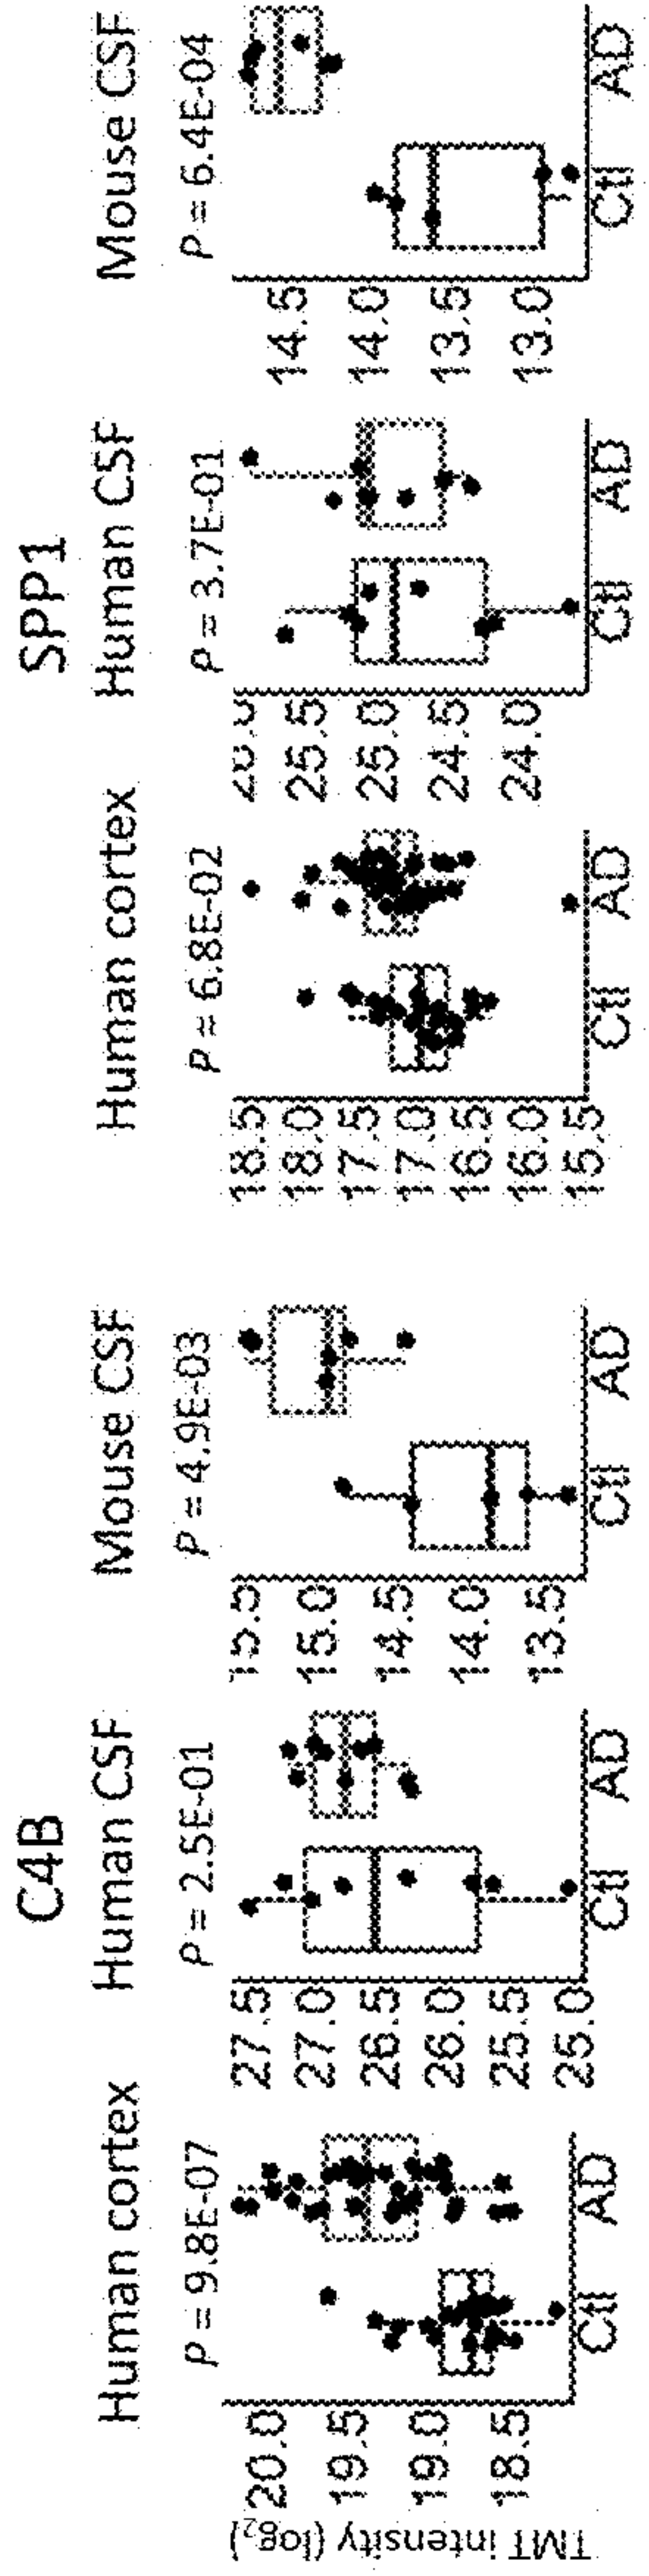 C4B
SPP1
Human cortex
Human CSF
Mouse CSF
Human cortex
Human CSF
Mouse CSF
P = 9.8E-07
P = 2.5E-01
P = 4.9E-03
P = 6.8E-02
P = 3.7E-01
P = 6.4E-04
TMT intensity (log2)
20.0
19.5
19.0
18.5
27.5
27.0
26.5
26.0
25.5
25.0
15.5
15.0
14.5
14.0
13.5
18.5
18.0
17.5
17.0
16.5
16.0
15.5
25.5
25.0
24.5
24.0
14.5
14.0
13.5
13.0
Ctl AD
Ctl AD
Ctl AD
Ctl AD
Ctl AD
Ctl AD